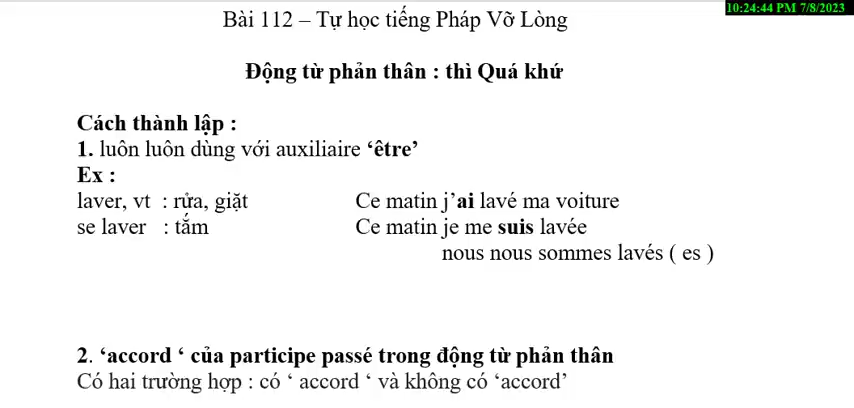 10:24:44 PM 7/8/2023
Bài 112 – Tự học tiếng Pháp Vỡ Lòng
Động từ phản thân : thì Quá khứ
Cách thành lập :
1. luôn luôn dùng với auxiliaire ‘être’
Ex :
laver, vt : rửa, giặt Ce matin j’ai lavé ma voiture
se laver : tắm Ce matin je me suis lavée
nous nous sommes lavés ( es )
2. ‘accord ‘ của participe passé trong động từ phản thân
Có hai trường hợp : có ‘ accord ‘ và không có ‘accord’